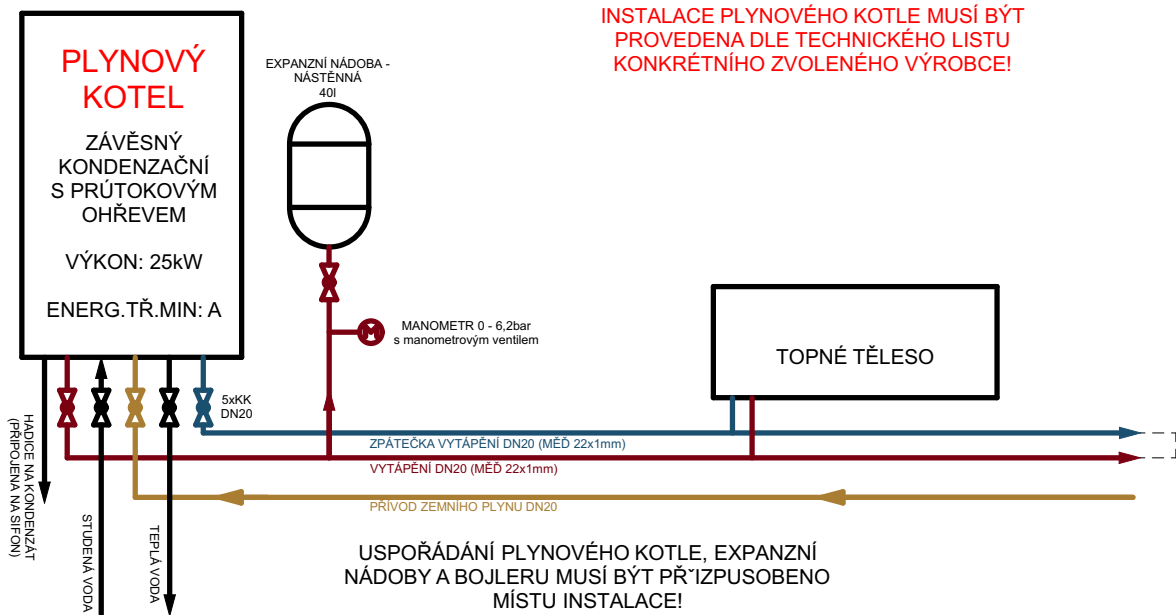 INSTALACE PLYNOVÉHO KOTLE MUSÍ BÝT
PROVEDENA DLE TECHNICKÉHO LISTU
KONKRÉTNÍHO ZVOLENÉHO VÝROBCE!
PLYNOVÝ
KOTEL
ZÁVĚSNÝ
KONDENZAČNÍ
S PRÚTOKOVÝM
OHŘEVEM
VÝKON: 25kW
ENERG.TŘ.MIN: A
EXPANZNÍ NÁDOBA -
NÁSTĚNNÁ
40l
M
MANOMETR 0 - 6,2bar
s manometrovým ventilem
TOPNÉ TĚLESO
5xKK
DN20
ZPÁTEČKA VYTÁPĚNÍ DN20 (MĚĎ 22x1mm)
VYTÁPĚNÍ DN20 (MĚĎ 22x1mm)
PŘÍVOD ZEMNÍHO PLYNU DN20
HADICE NA KONDENZÁT
(PŘIPOJENA NA SIFON)
STUDENÁ VODA
TEPLÁ VODA
USPOŘÁDÁNÍ PLYNOVÉHO KOTLE, EXPANZNÍ
NÁDOBY A BOJLERU MUSÍ BÝT PŘˇIZPUSOBENO
MÍSTU INSTALACE!